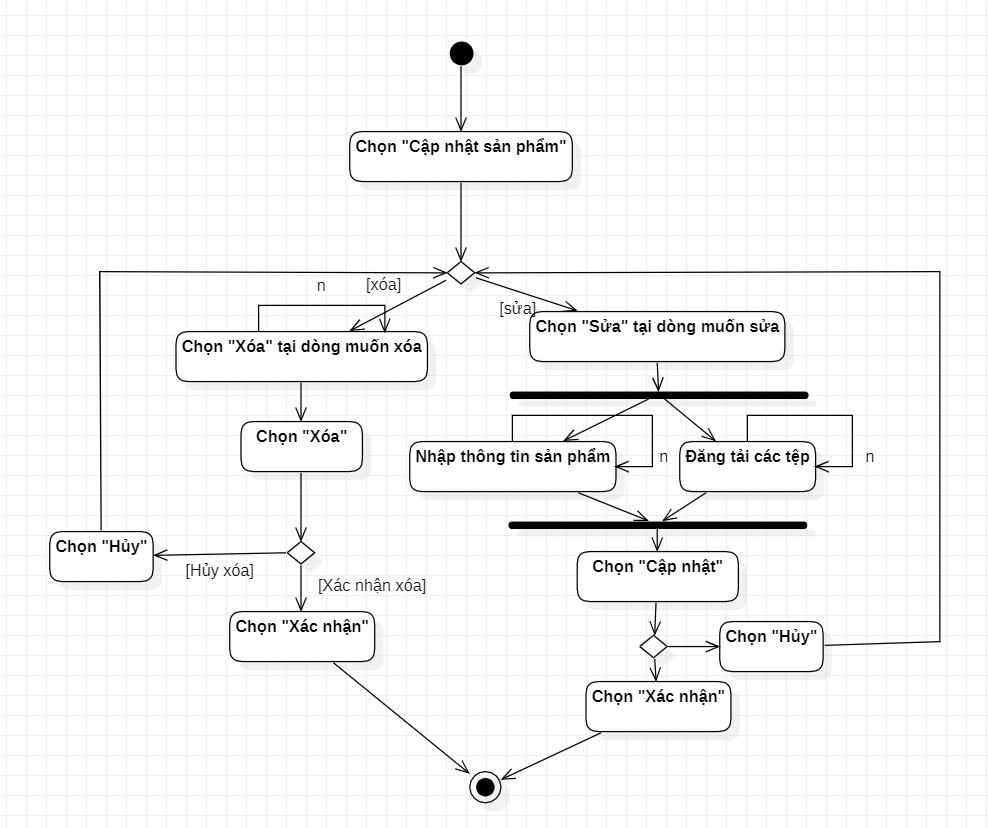 Chọn "Cập nhật sản phẩm"
n
[xóa]
[sửa]
Chọn "Sửa" tại dòng muốn sửa
Chọn "Xóa" tại dòng muốn xóa
Chọn "Xóa"
Nhập thông tin sản phẩm
n
Đăng tải các tệp
n
Chọn "Hủy"
[Hủy xóa]
[Xác nhận xóa]
Chọn "Cập nhật"
Chọn "Xác nhận"
Chọn "Hủy"
Chọn "Xác nhận"